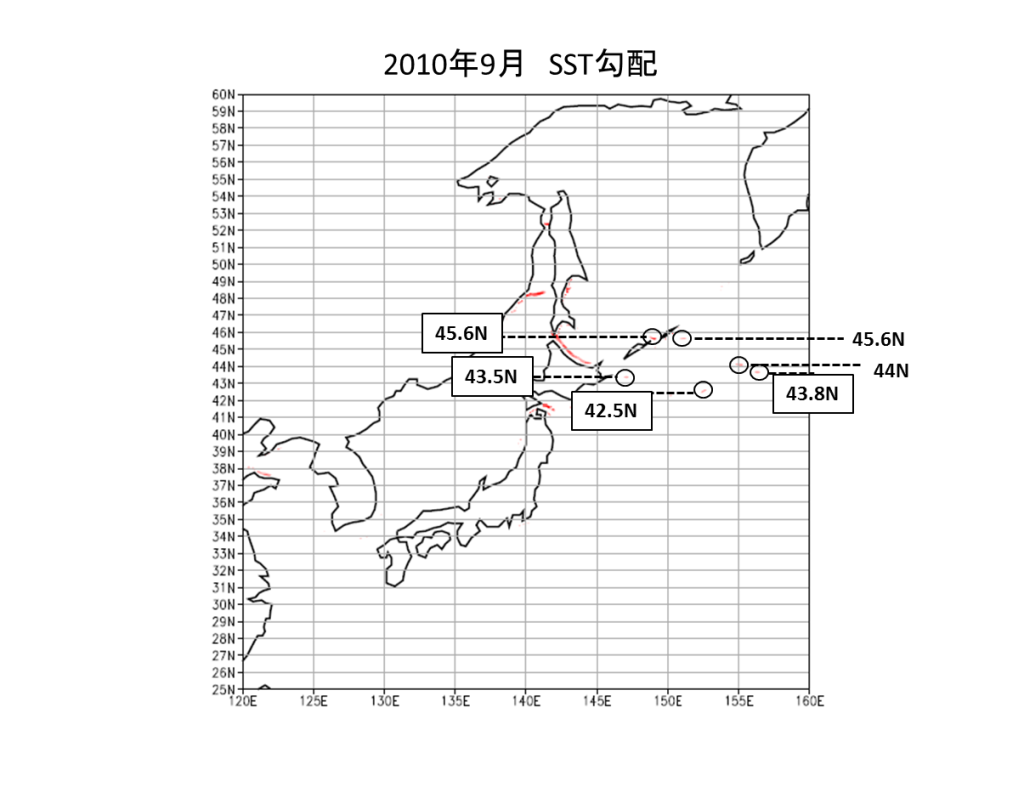 2010年9月 SST勾配
60N
59N
58N
57N
56N
55N
54N
53N
52N
51N
50N
49N
48N
47N
46N
45N
44N
43N
42N
41N
40N
39N
38N
37N
36N
35N
34N
33N
32N
31N
30N
29N
28N
27N
26N
25N
45.6N
43.5N
42.5N
45.6N
44N
43.8N
120E 125E 130E 135E 140E 145E 150E 155E 160E